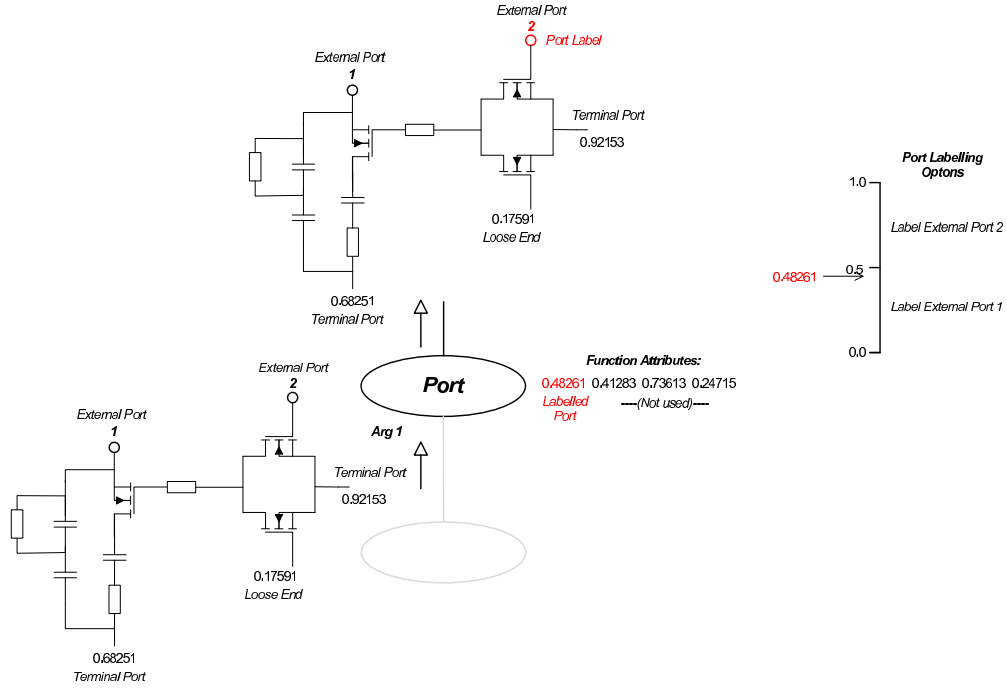 External Port
2
Port Label
External Port
1
Terminal Port
0.92153
0.17591
Loose End
0.68251
Terminal Port
Port Labelling
Optons
1.0
Label External Port 2
0.5
0.48261
Label External Port 1
0.0
Port
Function Attributes:
0.48261 0.41283 0.73613 0.24715
Labelled
Port
----(Not used)----
Arg 1
External Port
2
External Port
1
Terminal Port
0.92153
0.17591
Loose End
0.68251
Terminal Port